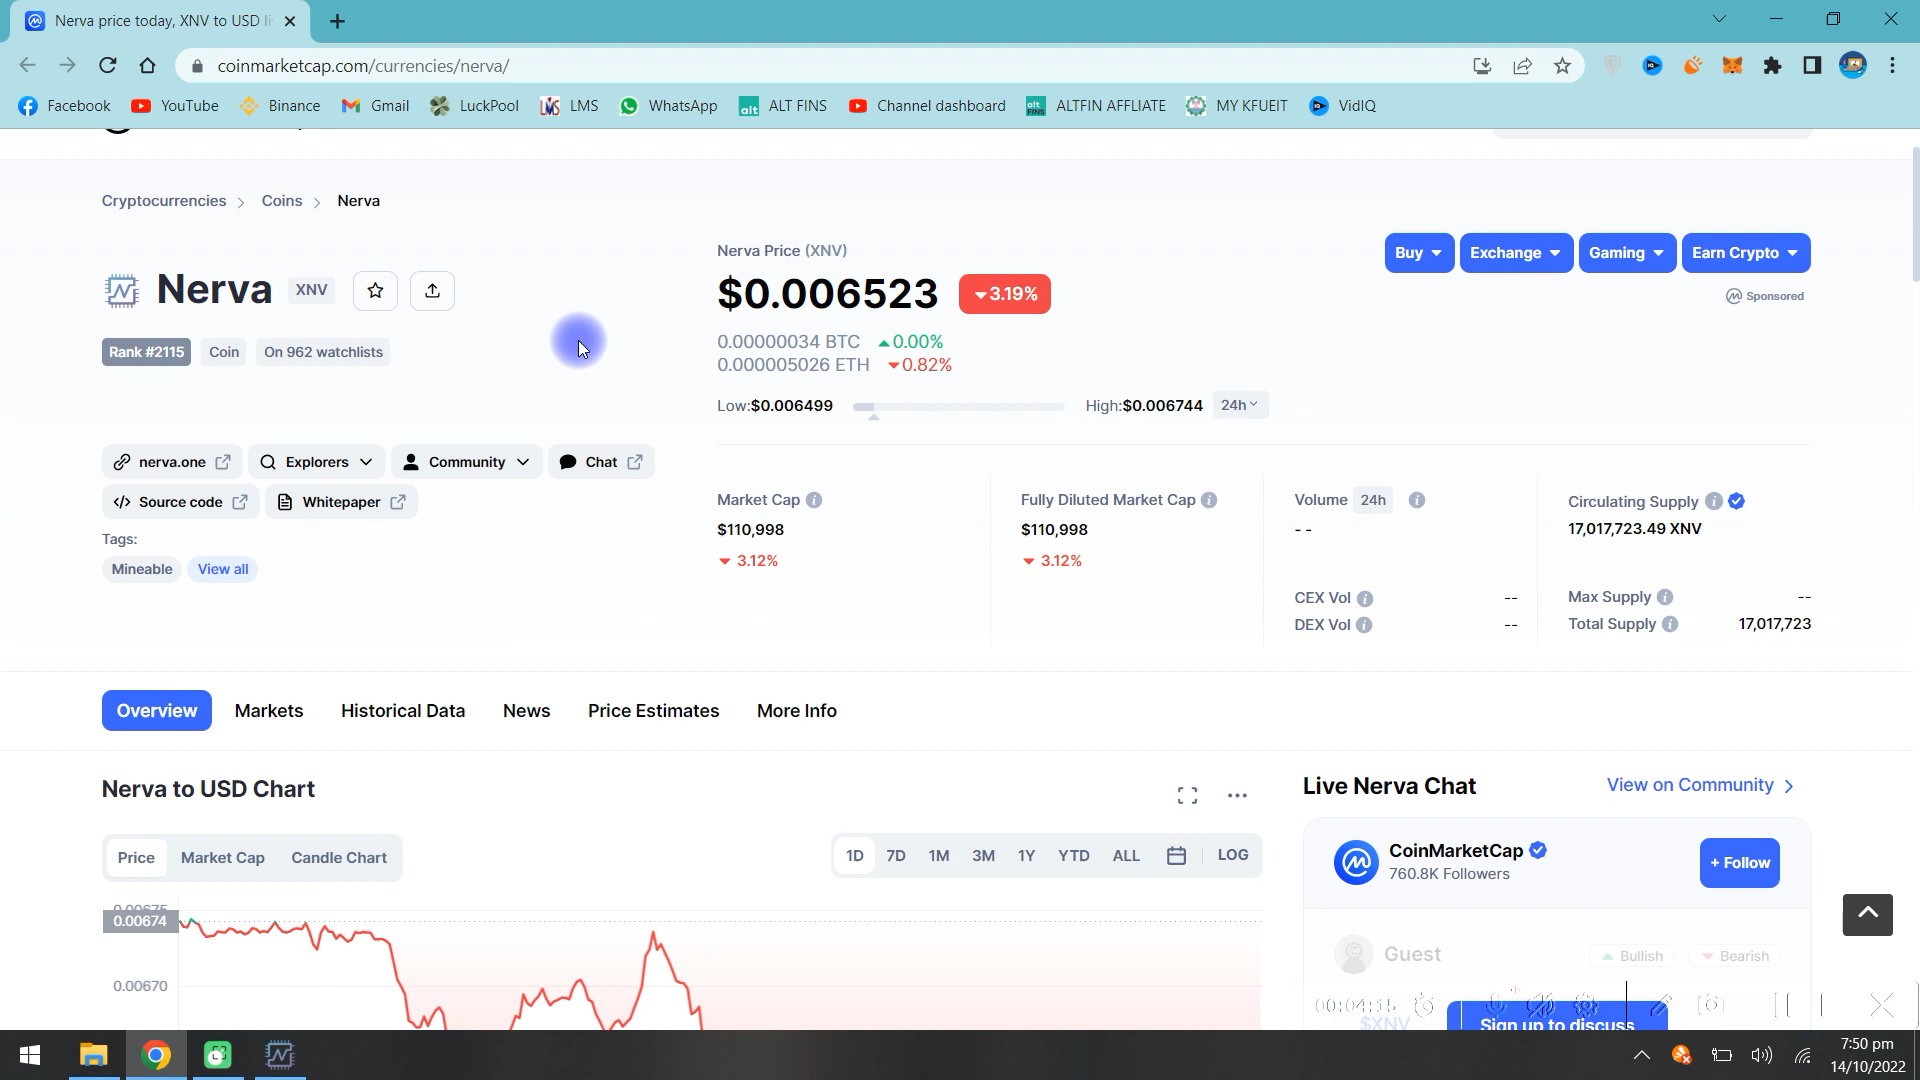 Nerva price today, XNV to USD li
coinmarketcap.com/currencies/nerva/
Facebook YouTube Binance Gmail LuckPool LMS WhatsApp ALT FINS Channel dashboard ALTFIN AFFLIATE MY KFUEIT VidIQ
Cryptocurrencies > Coins > Nerva
Nerva XNV
Rank #2115 Coin On 962 watchlists
nerva.one Explorers Community Chat
Source code Whitepaper
Tags:
Mineable View all
Nerva Price (XNV)
$0.006523 3.19%
0.00000034 BTC 0.00%
0.000005026 ETH 0.82%
Low:$0.006499 High:$0.006744 24h
Buy Exchange Gaming Earn Crypto
Sponsored
Market Cap
$110,998
3.12%
Fully Diluted Market Cap
$110,998
3.12%
Volume 24h
- -
CEX Vol --
DEX Vol --
Circulating Supply
17,017,723.49 XNV
Max Supply --
Total Supply 17,017,723
Overview Markets Historical Data News Price Estimates More Info
Nerva to USD Chart
Price Market Cap Candle Chart
1D 7D 1M 3M 1Y YTD ALL LOG
0.00675
0.00674
0.00670
Live Nerva Chat View on Community >
CoinMarketCap
760.8K Followers
+ Follow
Guest Bullish Bearish
00:04:15
$XNV
Sign up to discuss
7:50 pm
14/10/2022